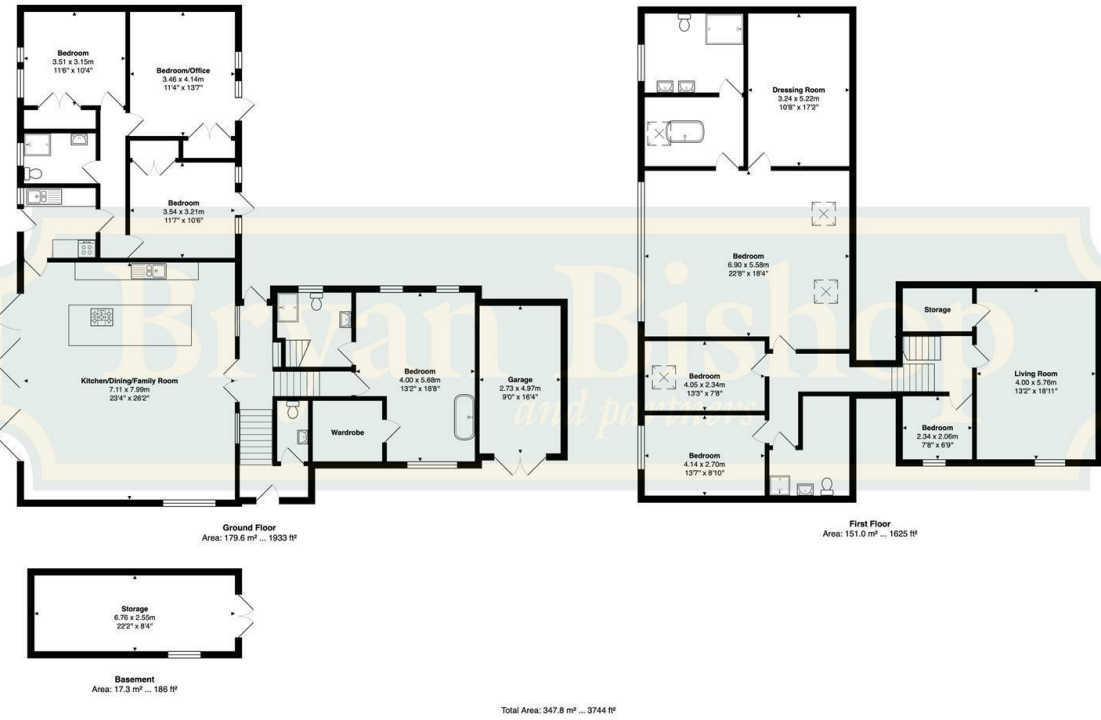 Bedroom
3.51 x 3.15m
11'6" x 10'4"
Bedroom/Office
3.46 x 4.14m
11'4" x 13'7"
Bedroom
3.54 x 3.21m
11'7" x 10'6"
Kitchen/Dining/Family Room
7.11 x 7.99m
23'4" x 26'2"
Bedroom
4.00 x 5.68m
13'2" x 18'8"
Wardrobe
Garage
2.73 x 4.97m
9'0" x 16'4"
Ground Floor
Area: 179.6 m² ... 1933 ft²
Dressing Room
3.24 x 5.22m
10'8" x 17'2"
Bedroom
6.90 x 5.58m
22'8" x 18'4"
Bedroom
4.05 x 2.34m
13'3" x 7'8"
Bedroom
4.14 x 2.70m
13'7" x 8'10"
Storage
Living Room
4.00 x 5.76m
13'2" x 18'11"
Bedroom
2.34 x 2.06m
7'8" x 6'9"
First Floor
Area: 151.0 m² ... 1625 ft²
Bryan Bishop
and partners
Storage
6.76 x 2.55m
22'2" x 8'4"
Basement
Area: 17.3 m² ... 186 ft²
Total Area: 347.8 m² ... 3744 ft²